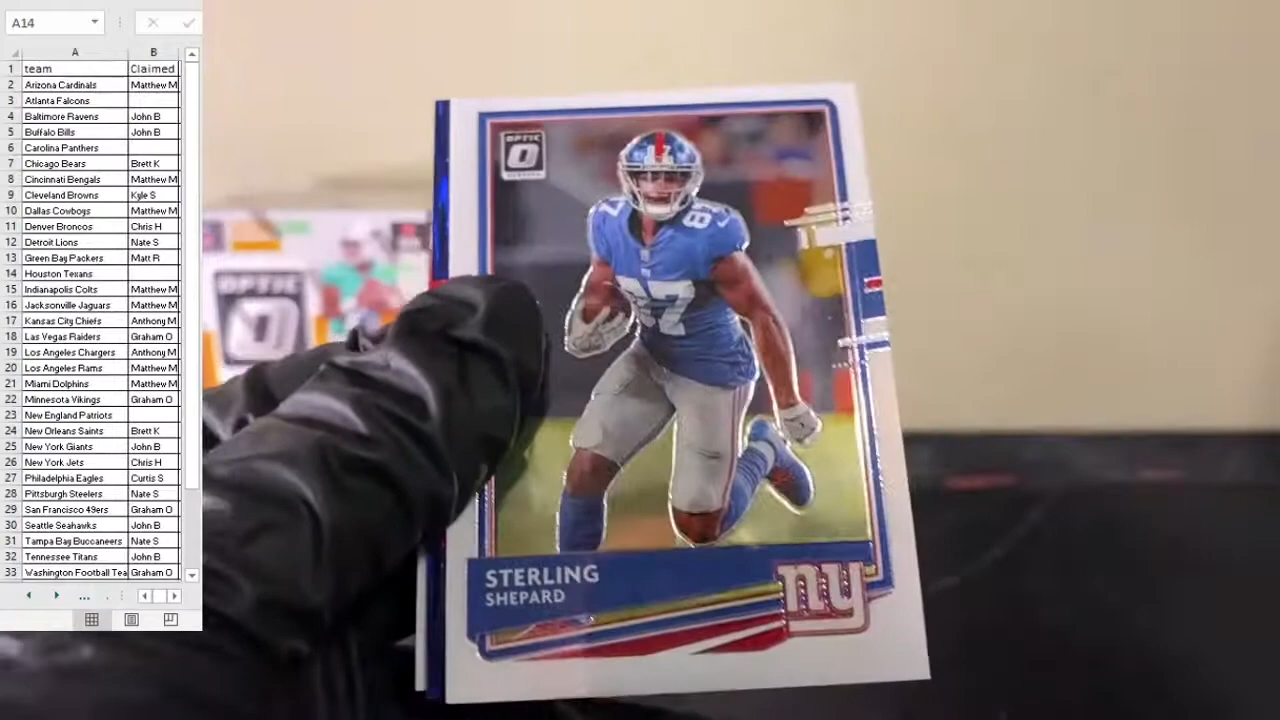 A14
A B
1 team Claimed
2 Arizona Cardinals Matthew M
3 Atlanta Falcons
4 Baltimore Ravens John B
5 Buffalo Bills John B
6 Carolina Panthers
7 Chicago Bears Brett K
8 Cincinnati Bengals Matthew M
9 Cleveland Browns Kyle S
10 Dallas Cowboys Matthew M
11 Denver Broncos Chris H
12 Detroit Lions Nate S
13 Green Bay Packers Matt R
14 Houston Texans
15 Indianapolis Colts Matthew M
16 Jacksonville Jaguars Matthew M
17 Kansas City Chiefs Anthony M
18 Las Vegas Raiders Graham O
19 Los Angeles Chargers Anthony M
20 Los Angeles Rams Matthew M
21 Miami Dolphins Matthew M
22 Minnesota Vikings Graham O
23 New England Patriots
24 New Orleans Saints Brett K
25 New York Giants John B
26 New York Jets Chris H
27 Philadelphia Eagles Curtis S
28 Pittsburgh Steelers Nate S
29 San Francisco 49ers Graham O
30 Seattle Seahawks John B
31 Tampa Bay Buccaneers Nate S
32 Tennessee Titans John B
33 Washington Football Tea Graham O
...
OPTIC
OPTIC
87
87
STERLING
SHEPARD
ny